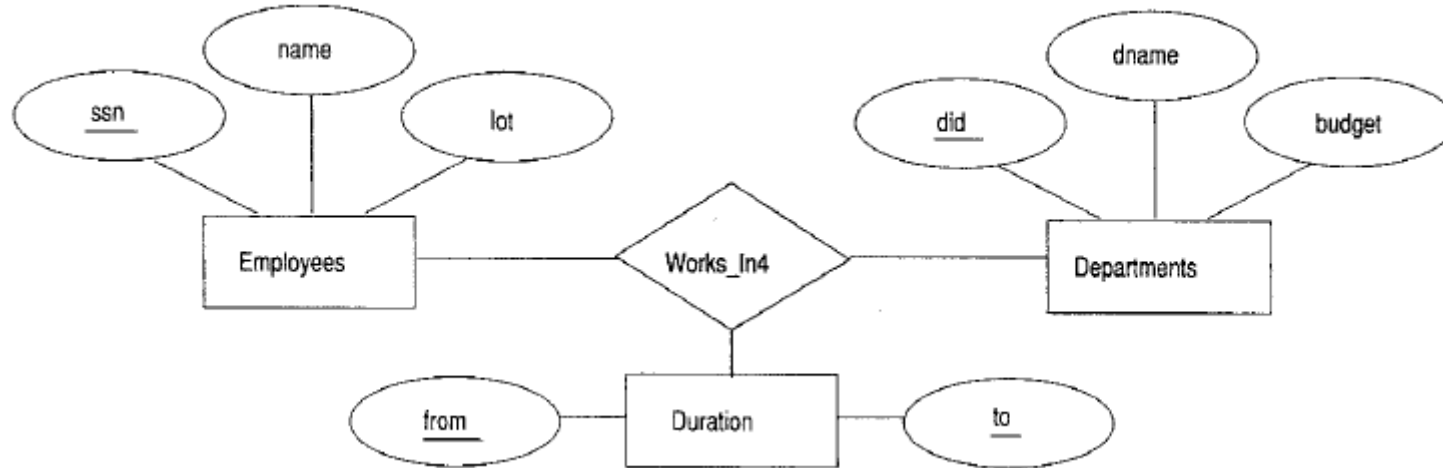 name
dname
ssn
lot
did
budget
Employees
Works_In4
Departments
from
Duration
to